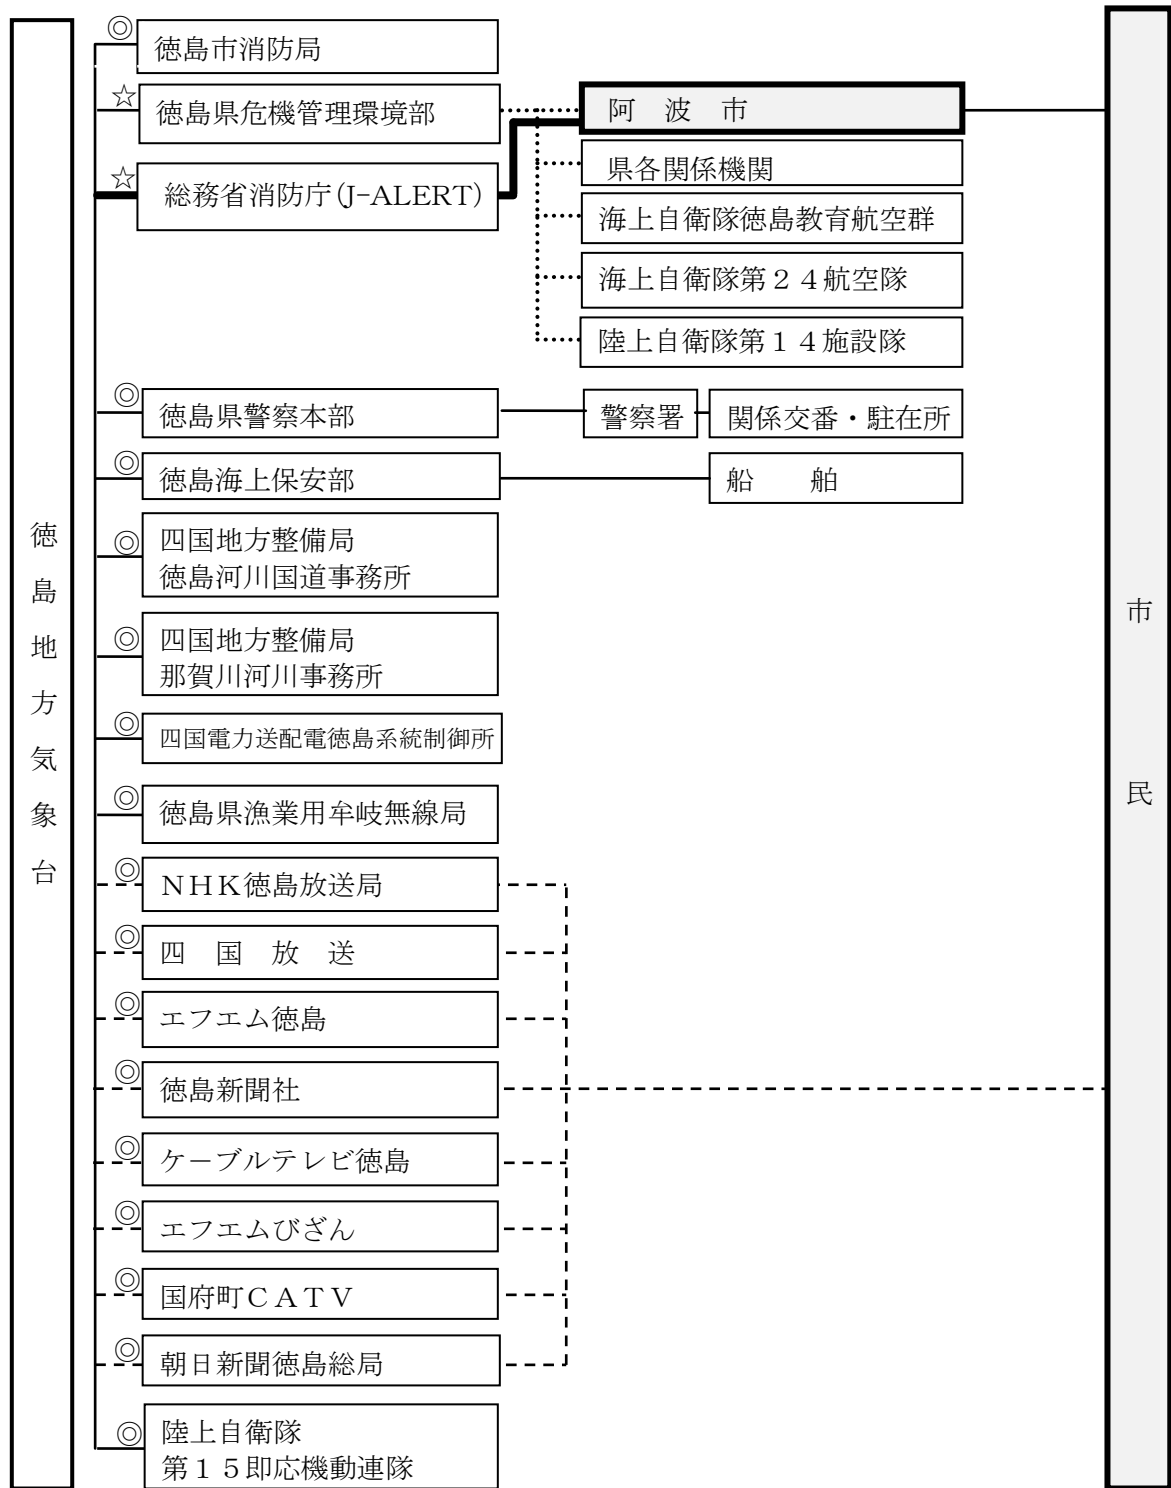 徳島地方気象台
◎
徳島市消防局
☆
徳島県危機管理環境部
阿　波　市
☆
総務省消防庁(J-ALERT)
県各関係機関
海上自衛隊徳島教育航空群
海上自衛隊第２４航空隊
陸上自衛隊第１４施設隊
◎
徳島県警察本部
警察署
関係交番・駐在所
◎
徳島海上保安部
船　　舶
◎
四国地方整備局
徳島河川国道事務所
◎
四国地方整備局
那賀川河川事務所
◎
四国電力送配電徳島系統制御所
◎
徳島県漁業用牟岐無線局
◎
ＮＨＫ徳島放送局
◎
四　国　放　送
◎
エフエム徳島
◎
徳島新聞社
◎
ケーブルテレビ徳島
◎
エフエムびざん
◎
国府町ＣＡＴＶ
◎
朝日新聞徳島総局
◎
陸上自衛隊
第１５即応機動連隊
市民